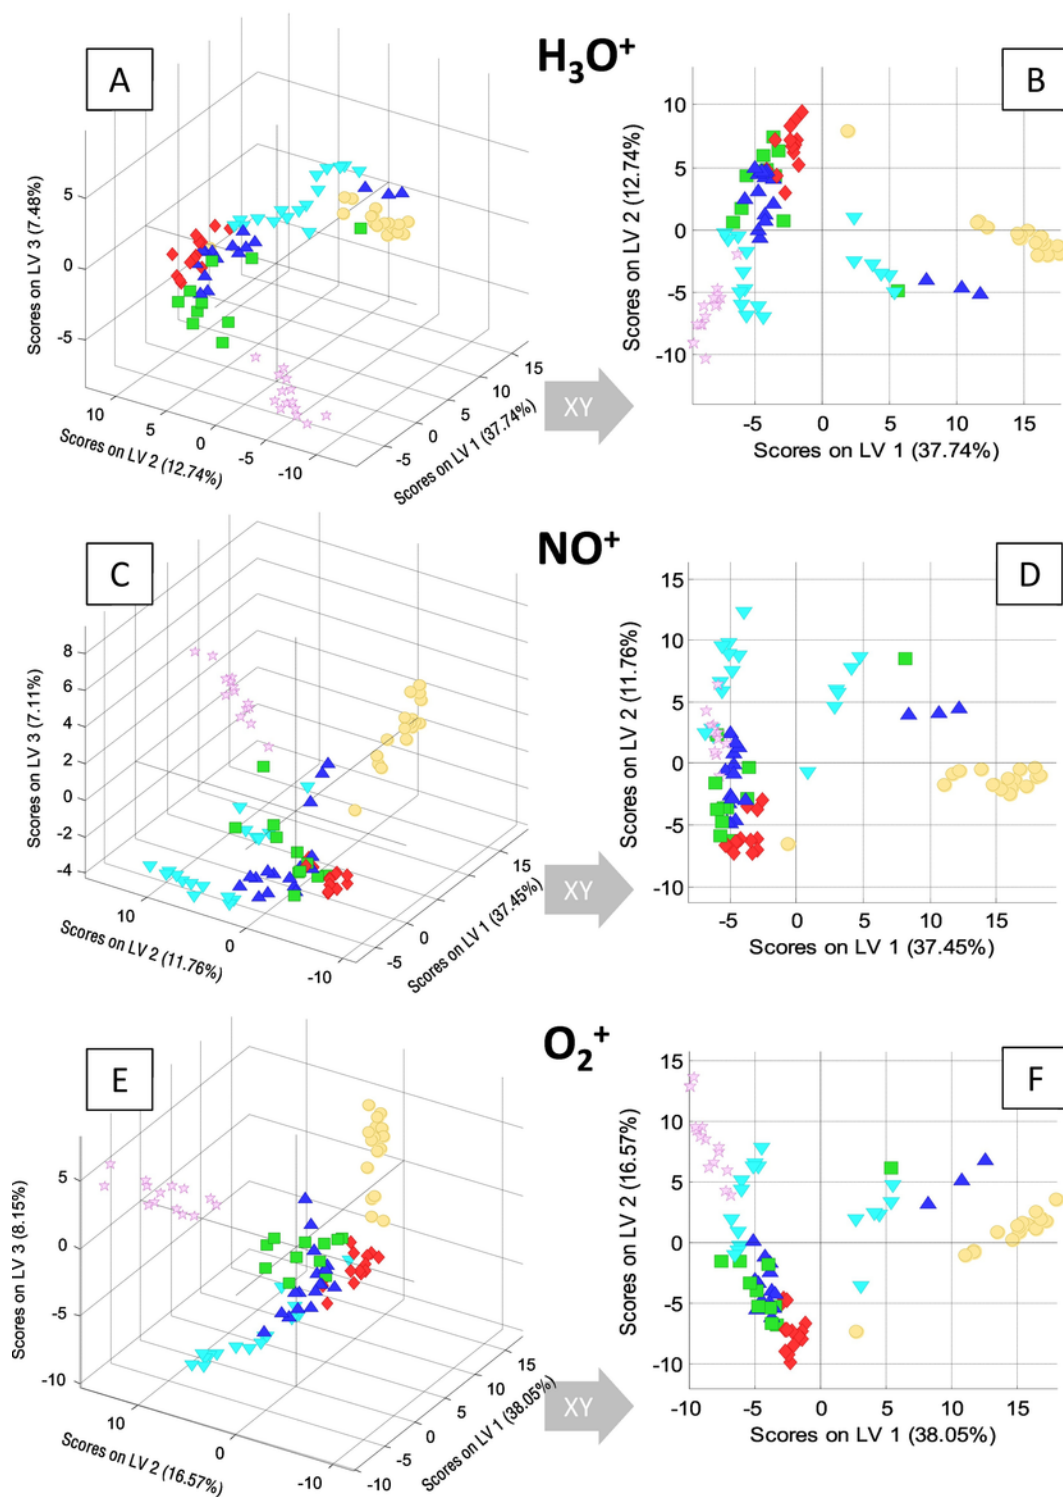 H₃O⁺
A
Scores on LV 3 (7.48%)
5
0
-5
10
5
0
-5
-10
Scores on LV 2 (12.74%)
-5
0
5
10
15
Scores on LV 1 (37.74%)
XY
B
Scores on LV 2 (12.74%)
10
5
0
-5
-10
-5
0
5
10
15
Scores on LV 1 (37.74%)
NO⁺
C
Scores on LV 3 (7.11%)
8
6
4
2
0
-2
-4
10
0
-10
Scores on LV 2 (11.76%)
-5
0
5
10
15
Scores on LV 1 (37.45%)
XY
D
Scores on LV 2 (11.76%)
15
10
5
0
-5
-10
-5
0
5
10
15
Scores on LV 1 (37.45%)
O₂⁺
E
Scores on LV 3 (8.15%)
5
0
-5
-10
10
0
-10
Scores on LV 2 (16.57%)
-10
-5
0
5
10
15
Scores on LV 1 (38.05%)
XY
F
Scores on LV 2 (16.57%)
15
10
5
0
-5
-10
-10
-5
0
5
10
15
Scores on LV 1 (38.05%)